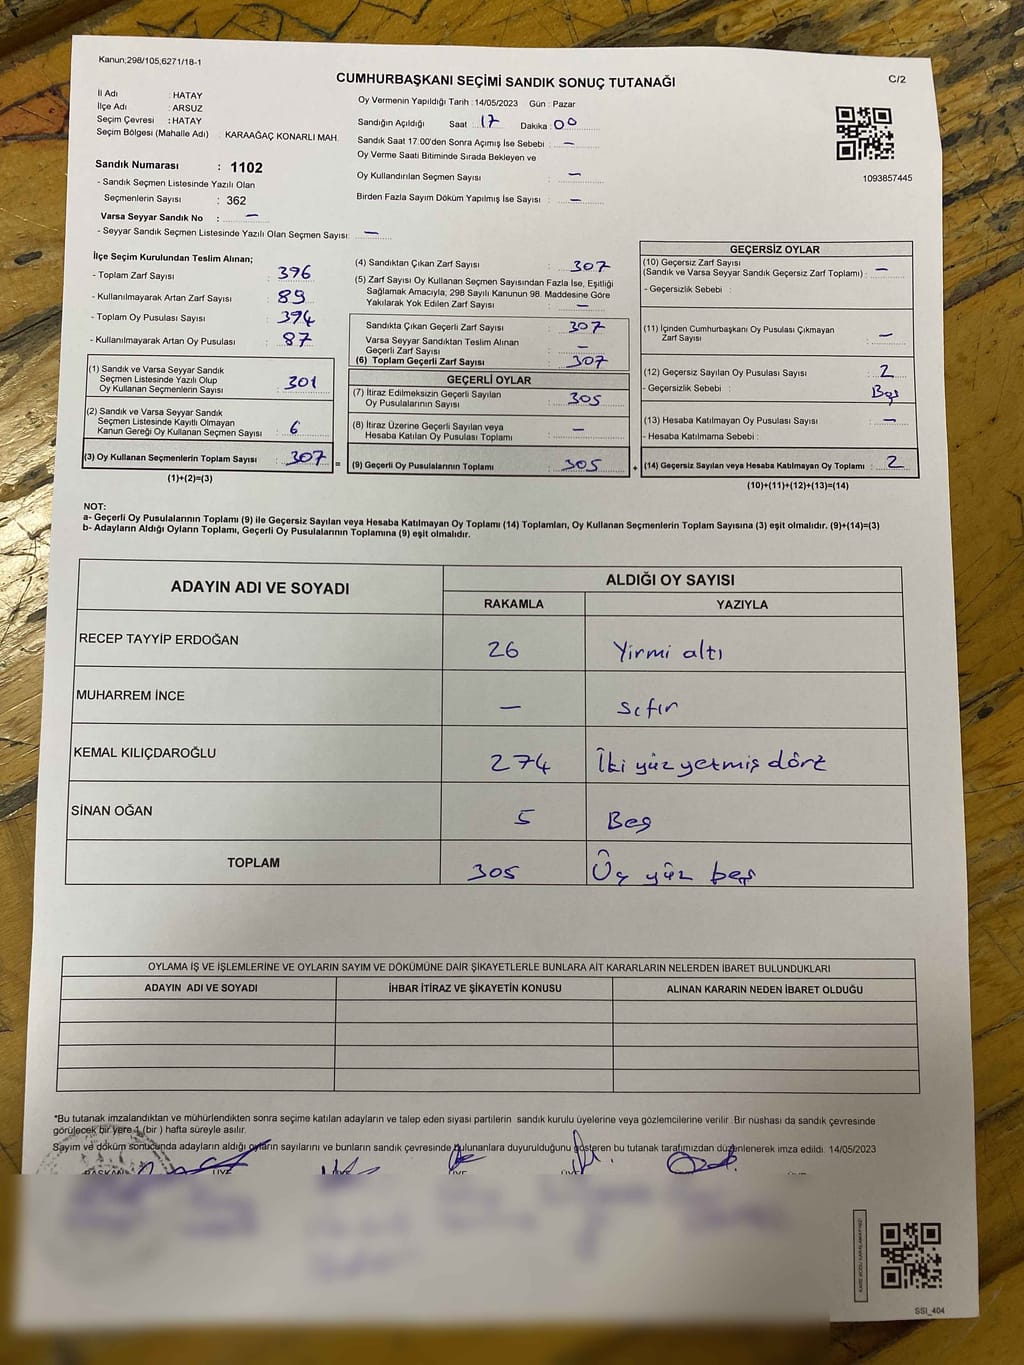 Kanun;298/105,6271/18-1
CUMHURBAŞKANI SEÇİMİ SANDIK SONUÇ TUTANAĞI
C/2
İl Adı : HATAY
İlçe Adı : ARSUZ
Seçim Çevresi : HATAY
Seçim Bölgesi (Mahalle Adı) : KARAAĞAÇ KONARLI MAH.
Sandık Numarası : 1102
- Sandık Seçmen Listesinde Yazılı Olan
Seçmenlerin Sayısı : 362
Varsa Seyyar Sandık No : —
- Seyyar Sandık Seçmen Listesinde Yazılı Olan Seçmen Sayısı: —
Oy Vermenin Yapıldığı Tarih : 14/05/2023 Gün : Pazar
Sandığın Açıldığı Saat : 17 Dakika : 00
Sandık Saat 17:00'den Sonra Açımış İse Sebebi : —
Oy Verme Saati Bitiminde Sırada Bekleyen ve
Oy Kullandırılan Seçmen Sayısı : —
Birden Fazla Sayım Döküm Yapılmış İse Sayısı : —
1093857445
İlçe Seçim Kurulundan Teslim Alınan;
- Toplam Zarf Sayısı : 396
- Kullanılmayarak Artan Zarf Sayısı : 89
- Toplam Oy Pusulası Sayısı : 394
- Kullanılmayarak Artan Oy Pusulası : 87
(1) Sandık ve Varsa Seyyar Sandık
Seçmen Listesinde Yazılı Olup
Oy Kullanan Seçmenlerin Sayısı : 301
(2) Sandık ve Varsa Seyyar Sandık
Seçmen Listesinde Kayıtlı Olmayan
Kanun Gereği Oy Kullanan Seçmen Sayısı : 6
(3) Oy Kullanan Seçmenlerin Toplam Sayısı : 307
(1)+(2)=(3)
(4) Sandıktan Çıkan Zarf Sayısı : 307
(5) Zarf Sayısı Oy Kullanan Seçmen Sayısından Fazla İse, Eşitliği
Sağlamak Amacıyla; 298 Sayılı Kanunun 98. Maddesine Göre
Yakılarak Yok Edilen Zarf Sayısı : —
Sandıkta Çıkan Geçerli Zarf Sayısı : 307
Varsa Seyyar Sandıktan Teslim Alınan
Geçerli Zarf Sayısı : —
(6) Toplam Geçerli Zarf Sayısı : 307
GEÇERLİ OYLAR
(7) İtiraz Edilmeksizin Geçerli Sayılan
Oy Pusulalarının Sayısı : 305
(8) İtiraz Üzerine Geçerli Sayılan veya
Hesaba Katılan Oy Pusulası Toplamı : —
= (9) Geçerli Oy Pusulalarının Toplamı : 305
GEÇERSİZ OYLAR
(10) Geçersiz Zarf Sayısı
(Sandık ve Varsa Seyyar Sandık Geçersiz Zarf Toplamı) : —
- Geçersizlik Sebebi :
(11) İçinden Cumhurbaşkanı Oy Pusulası Çıkmayan
Zarf Sayısı : —
(12) Geçersiz Sayılan Oy Pusulası Sayısı : 2
- Geçersizlik Sebebi : Boş
(13) Hesaba Katılmayan Oy Pusulası Sayısı : —
- Hesaba Katılmama Sebebi :
+ (14) Geçersiz Sayılan veya Hesaba Katılmayan Oy Toplamı : 2
(10)+(11)+(12)+(13)=(14)
NOT:
a- Geçerli Oy Pusulalarının Toplamı (9) ile Geçersiz Sayılan veya Hesaba Katılmayan Oy Toplamı (14) Toplamları, Oy Kullanan Seçmenlerin Toplam Sayısına (3) eşit olmalıdır. (9)+(14)=(3)
b- Adayların Aldığı Oyların Toplamı, Geçerli Oy Pusulalarının Toplamına (9) eşit olmalıdır.
ADAYIN ADI VE SOYADI
ALDIĞI OY SAYISI
RAKAMLA YAZIYLA
RECEP TAYYİP ERDOĞAN 26 Yirmi altı
MUHARREM İNCE — Sıfır
KEMAL KILIÇDAROĞLU 274 İki yüz yetmiş dört
SİNAN OĞAN 5 Beş
TOPLAM 305 Üç yüz beş
OYLAMA İŞ VE İŞLEMLERİNE VE OYLARIN SAYIM VE DÖKÜMÜNE DAİR ŞİKAYETLERLE BUNLARA AİT KARARLARIN NELERDEN İBARET BULUNDUKLARI
ADAYIN ADI VE SOYADI İHBAR İTİRAZ VE ŞİKAYETİN KONUSU ALINAN KARARIN NEDEN İBARET OLDUĞU
*Bu tutanak imzalandıktan ve mühürlendikten sonra seçime katılan adayların ve talep eden siyasi partilerin sandık kurulu üyelerine veya gözlemcilerine verilir. Bir nüshası da sandık çevresinde
görülecek bir yere 1 (bir ) hafta süreyle asılır.
Sayım ve döküm sonucunda adayların aldığı oyların sayılarını ve bunların sandık çevresinde bulunanlara duyurulduğunu gösteren bu tutanak tarafımızdan düzenlenerek imza edildi. 14/05/2023
BAŞKAN ÜYE ÜYE ÜYE ÜYE ÜYE
SSI_404